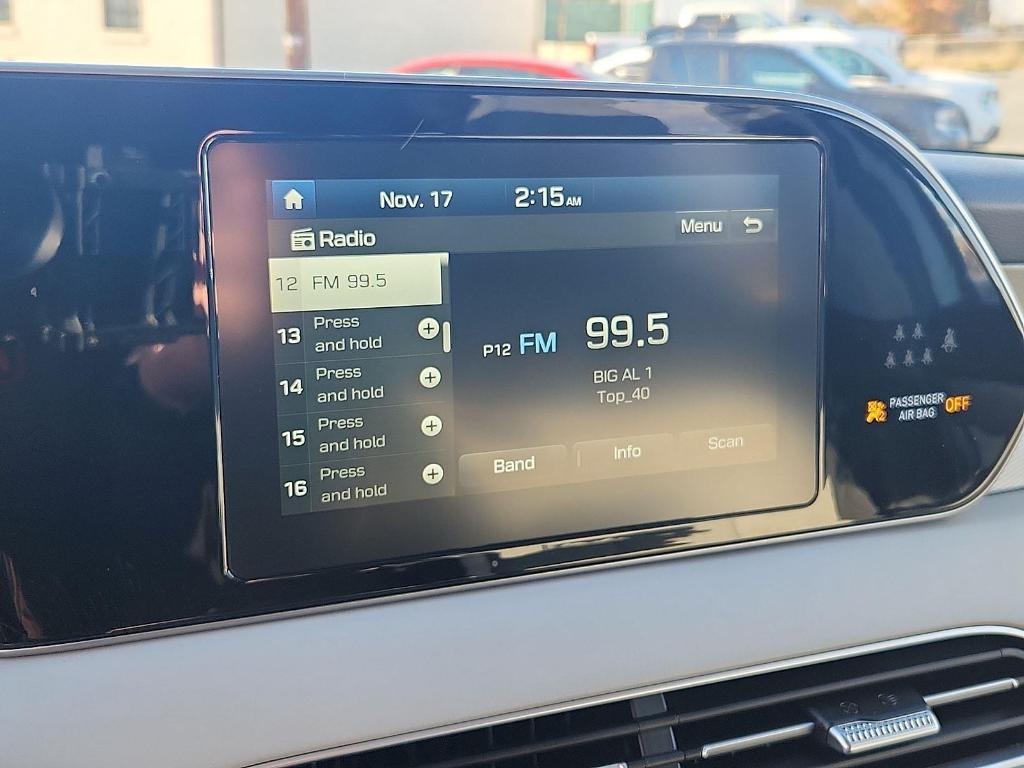 Nov. 17 2:15 AM
Radio Menu
12 FM 99.5
13 Press and hold
14 Press and hold
15 Press and hold
16 Press and hold
P12 FM 99.5
BIG AL 1
Top_40
Band Info Scan
PASSENGER
AIR BAG OFF